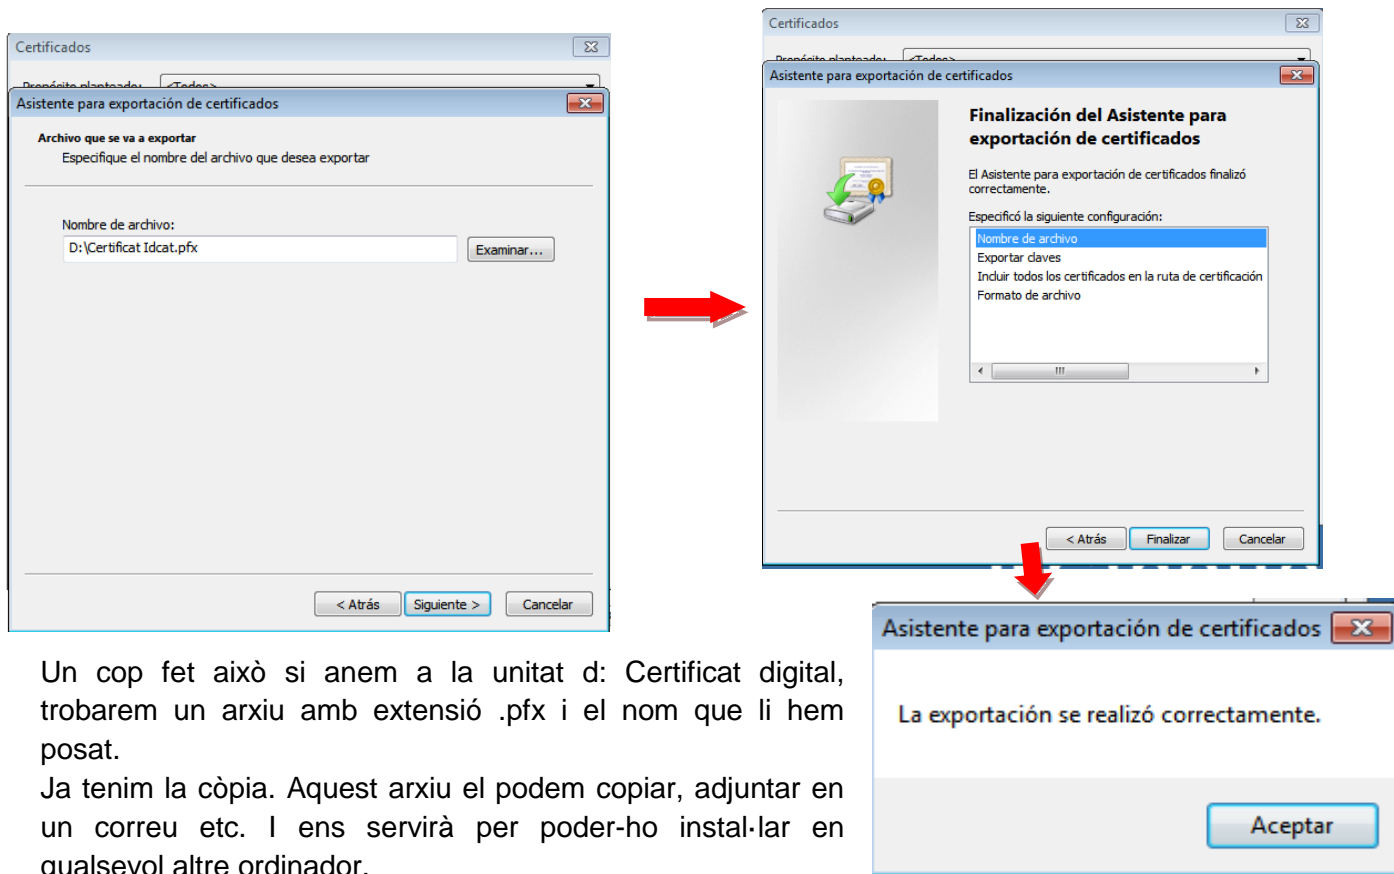 Certificados
Propósito planteado: <Todos>
Asistente para exportación de certificados
Archivo que se va a exportar
Especifique el nombre del archivo que desea exportar
Nombre de archivo:
D:\Certificat Idcat.pfx
Examinar...
< Atrás
Siguiente >
Cancelar
Certificados
Propósito planteado: <Todos>
Asistente para exportación de certificados
Finalización del Asistente para
exportación de certificados
El Asistente para exportación de certificados finalizó
correctamente.
Especificó la siguiente configuración:
Nombre de archivo
Exportar claves
Incluir todos los certificados en la ruta de certificación
Formato de archivo
< Atrás
Finalizar
Cancelar
Asistente para exportación de certificados
La exportación se realizó correctamente.
Aceptar
Un cop fet això si anem a la unitat d: Certificat digital,
trobarem un arxiu amb extensió .pfx i el nom que li hem
posat.
Ja tenim la còpia. Aquest arxiu el podem copiar, adjuntar en
un correu etc. I ens servirà per poder-ho instal·lar en
qualsevol altre ordinador.